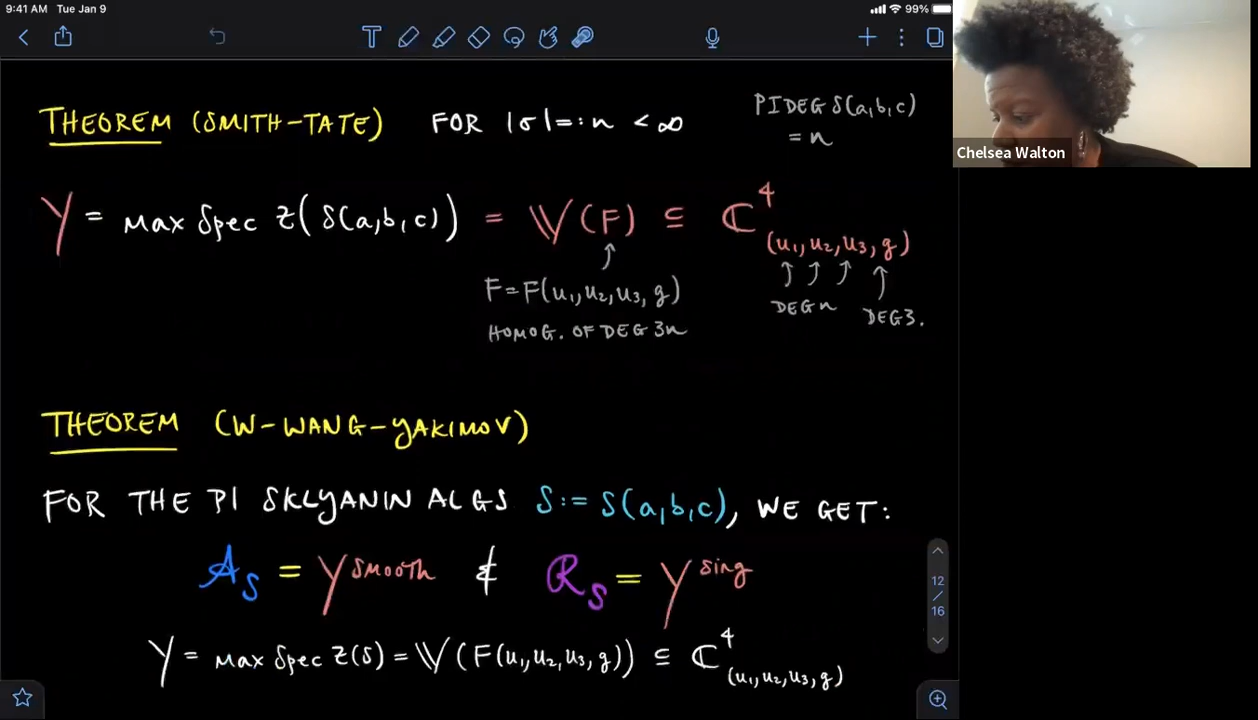 9:41 AM Tue Jan 9
99%
THEOREM (SMITH-TATE) FOR |σ|=:n < ∞
PIDEG S(a,b,c)
= n
Y = MAX SPEC Z(S(a,b,c)) = 𝕍(F) ⊆ ℂ⁴(u₁,u₂,u₃,g)
F=F(u₁,u₂,u₃,g)
HOMOG. OF DEG 3n
DEG n
DEG 3.
THEOREM (W-WANG-YAKIMOV)
FOR THE PI SKLYANIN ALGS S:= S(a,b,c), WE GET:
𝒜_S = Y^smooth & ℛ_S = Y^sing
Y = MAX SPEC Z(S) = 𝕍(F(u₁,u₂,u₃,g)) ⊆ ℂ⁴(u₁,u₂,u₃,g)
12
/
16
Chelsea Walton